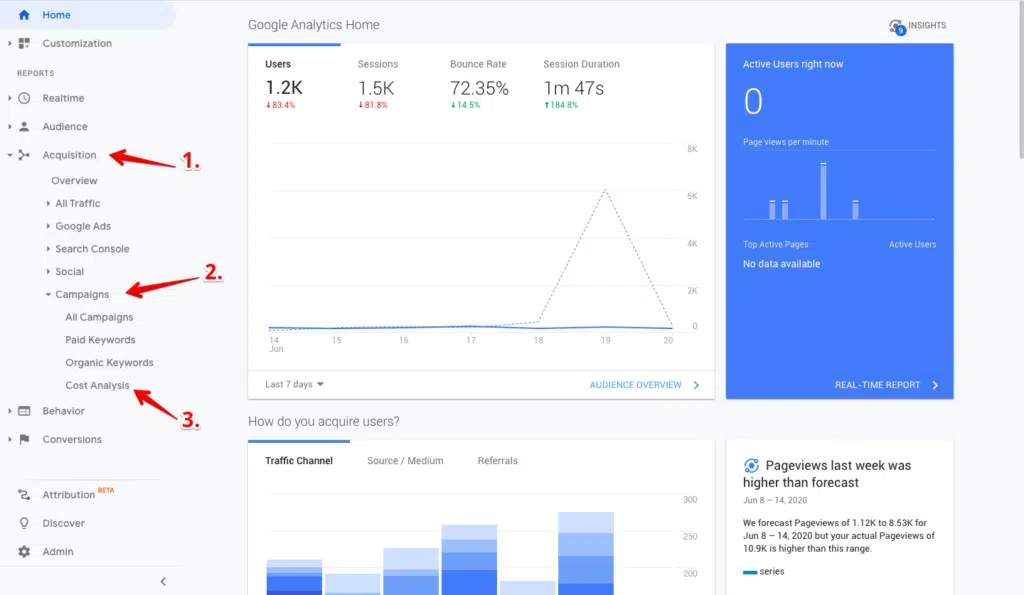 Home
Customization
REPORTS
Realtime
Audience
Acquisition
1.
Overview
All Traffic
Google Ads
Search Console
Social
2.
Campaigns
All Campaigns
Paid Keywords
Organic Keywords
Cost Analysis
3.
Behavior
Conversions
Attribution BETA
Discover
Admin
Google Analytics Home
9 INSIGHTS
Users Sessions Bounce Rate Session Duration
1.2K 1.5K 72.35% 1m 47s
↓83.4% ↓81.8% ↓14.5% ↑184.8%
8K
6K
4K
2K
0
14 15 16 17 18 19 20
Jun
Last 7 days
AUDIENCE OVERVIEW
Active Users right now
0
Page views per minute
Top Active Pages Active Users
No data available
REAL-TIME REPORT
How do you acquire users?
Traffic Channel Source / Medium Referrals
300
250
200
Pageviews last week was
higher than forecast
Jun 8 – 14, 2020
We forecast Pageviews of 1.12K to 8.53K for
Jun 8 – 14, 2020 but your actual Pageviews of
10.9K is higher than this range.
series